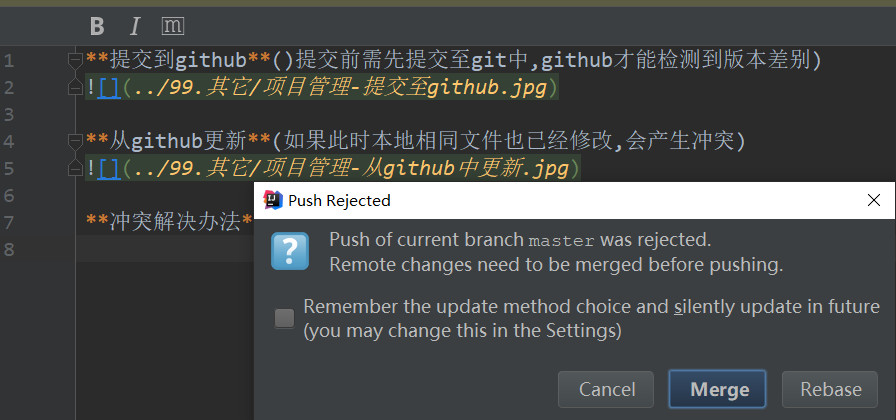 B I m
1 **提交到github**()提交前需先提交至git中,github才能检测到版本差别)
2 ![](../99.其它/项目管理-提交至github.jpg)
3
4 **从github更新**(如果此时本地相同文件也已经修改,会产生冲突)
5 ![](../99.其它/项目管理-从github中更新.jpg)
6
7 **冲突解决办法*
8
Push Rejected
Push of current branch master was rejected.
Remote changes need to be merged before pushing.
Remember the update method choice and silently update in future
(you may change this in the Settings)
Cancel Merge Rebase